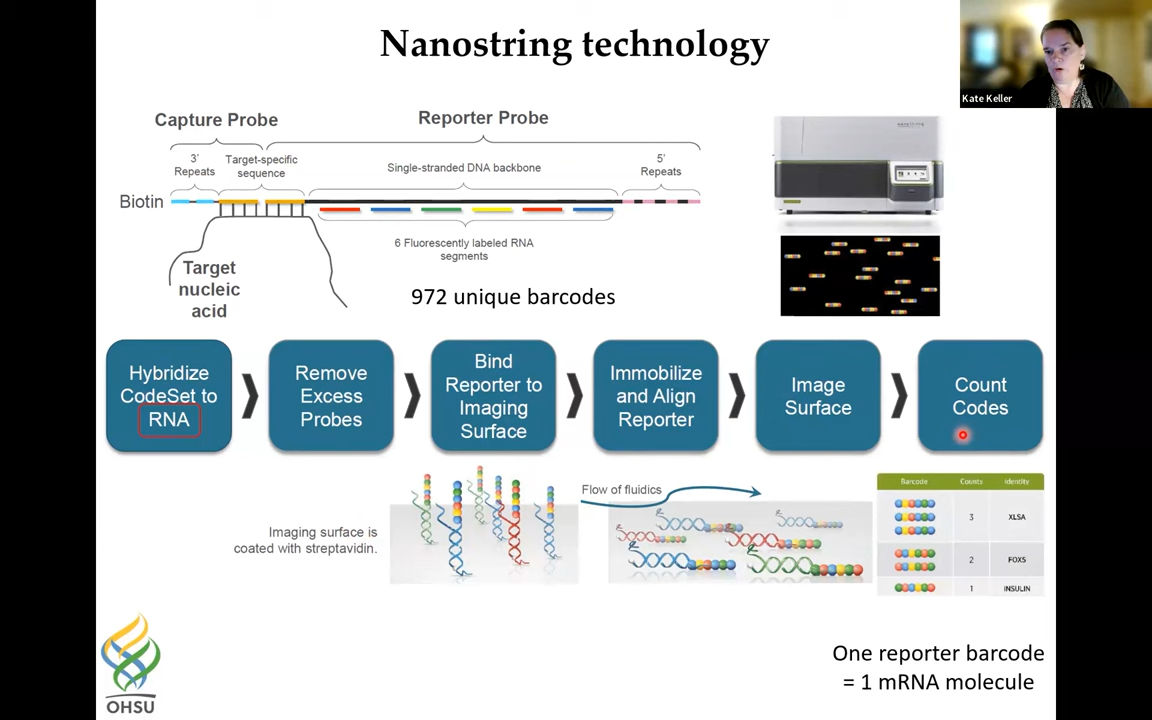 Nanostring technology
Kate Keller
Capture Probe
Reporter Probe
3'
Repeats
Target-specific
sequence
Single-stranded DNA backbone
5'
Repeats
Biotin
6 Fluorescently labeled RNA
segments
Target
nucleic
acid
972 unique barcodes
Hybridize
CodeSet to
RNA
Remove
Excess
Probes
Bind
Reporter to
Imaging
Surface
Immobilize
and Align
Reporter
Image
Surface
Count
Codes
Imaging surface is
coated with streptavidin.
Flow of fluidics
Barcode Counts Identity
3 XLSA
2 FOX5
1 INSULIN
One reporter barcode
= 1 mRNA molecule
OHSU